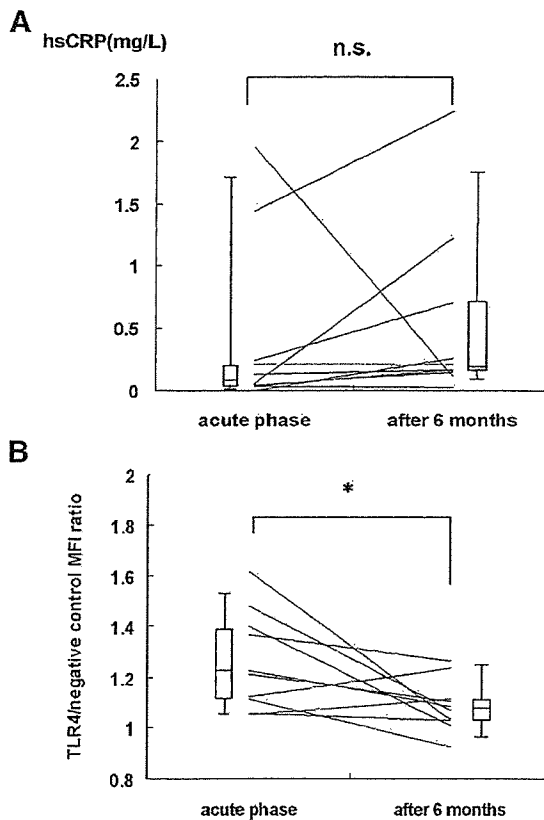 A
hsCRP(mg/L)
n.s.
2.5
2
1.5
1
0.5
0
acute phase
after 6 months
B
*
TLR4/negative control MFI ratio
2
1.8
1.6
1.4
1.2
1
0.8
acute phase
after 6 months